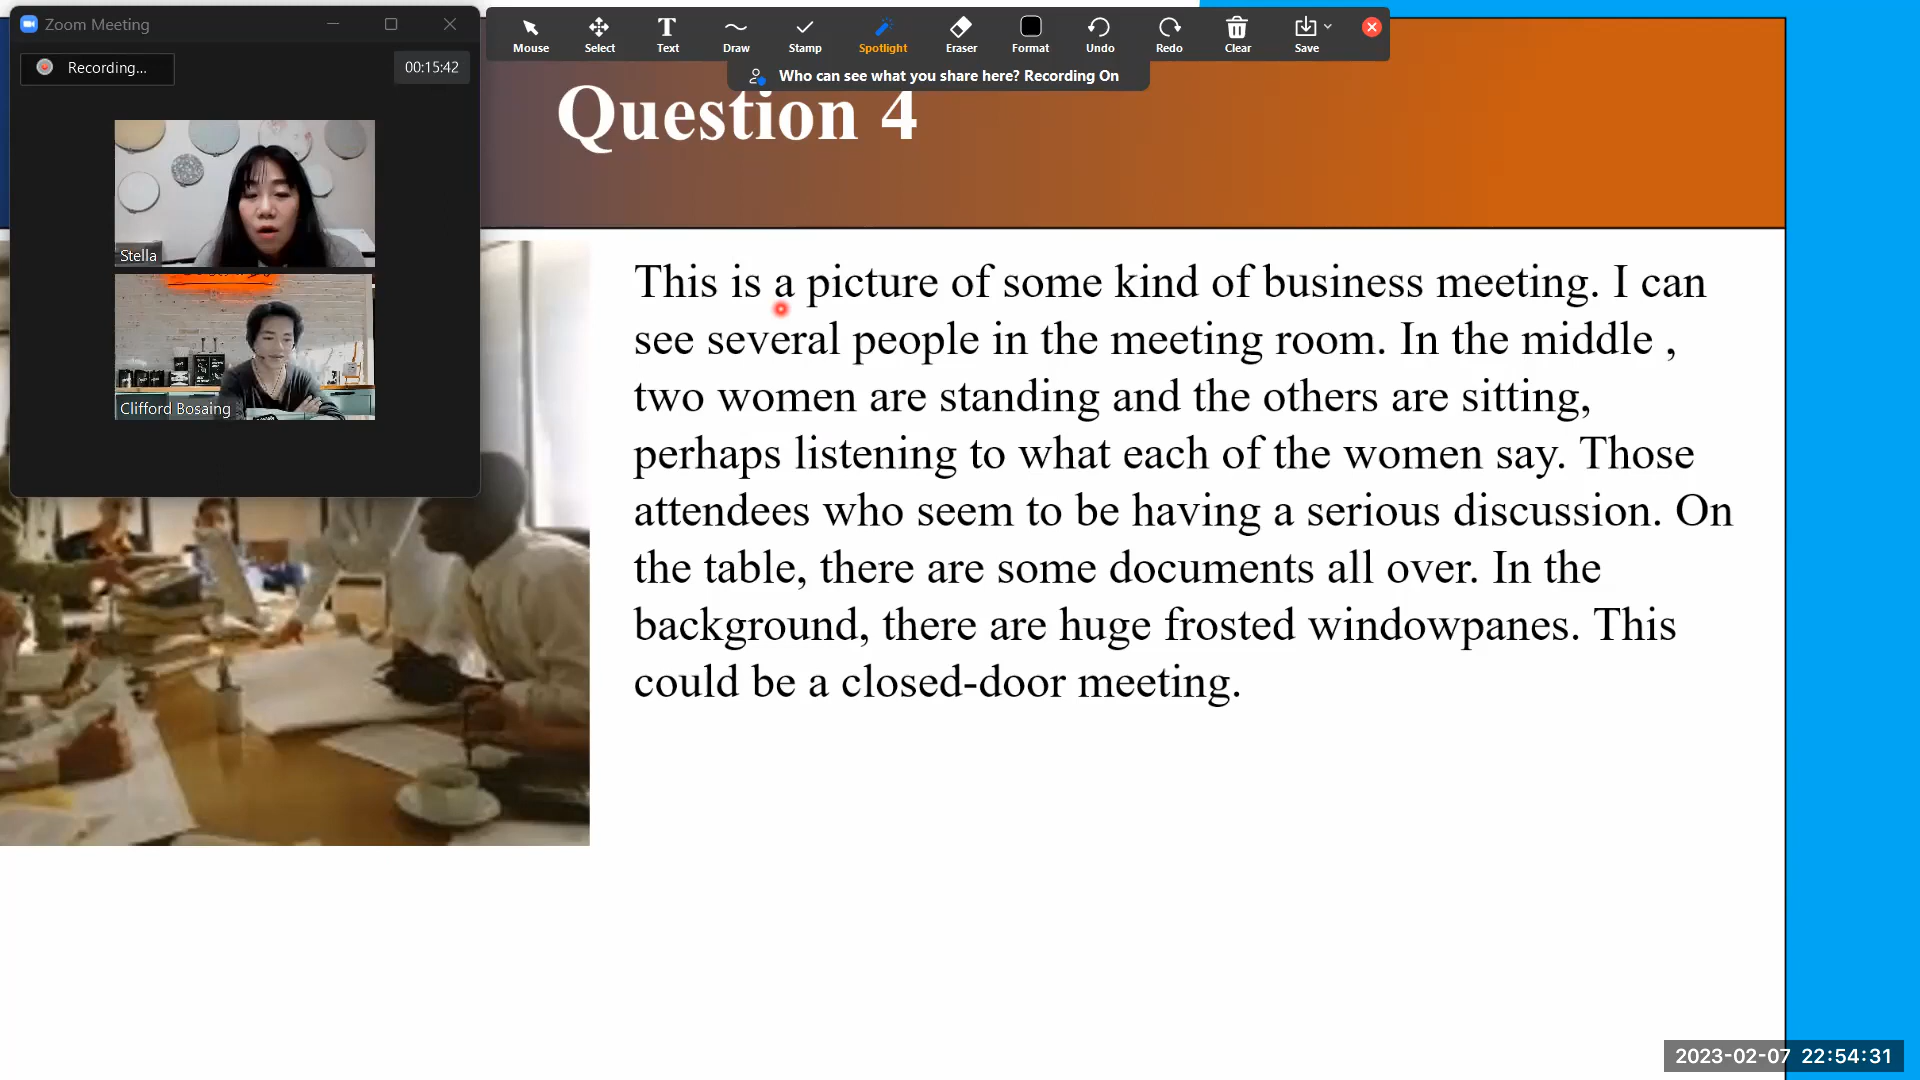 Zoom Meeting
Recording...
00:15:42
Stella
Clifford Bosaing
Mouse
Select
Text
Draw
Stamp
Spotlight
Eraser
Format
Undo
Redo
Clear
Save
Who can see what you share here? Recording On
Question 4
This is a picture of some kind of business meeting. I can
see several people in the meeting room. In the middle ,
two women are standing and the others are sitting,
perhaps listening to what each of the women say. Those
attendees who seem to be having a serious discussion. On
the table, there are some documents all over. In the
background, there are huge frosted windowpanes. This
could be a closed-door meeting.
2023-02-07 22:54:31